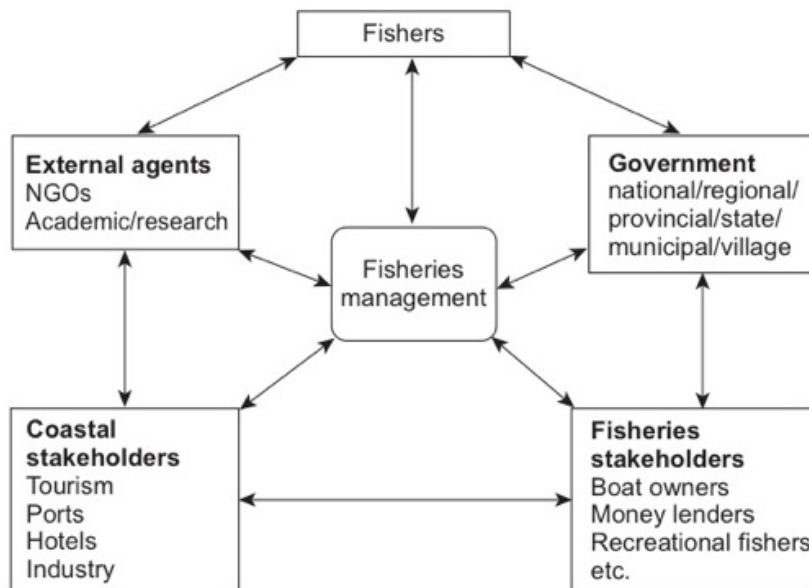 Fishers
External agents
NGOs
Academic/research
Government
national/regional/
provincial/state/
municipal/village
Fisheries
management
Coastal
stakeholders
Tourism
Ports
Hotels
Industry
Fisheries
stakeholders
Boat owners
Money lenders
Recreational fishers
etc.